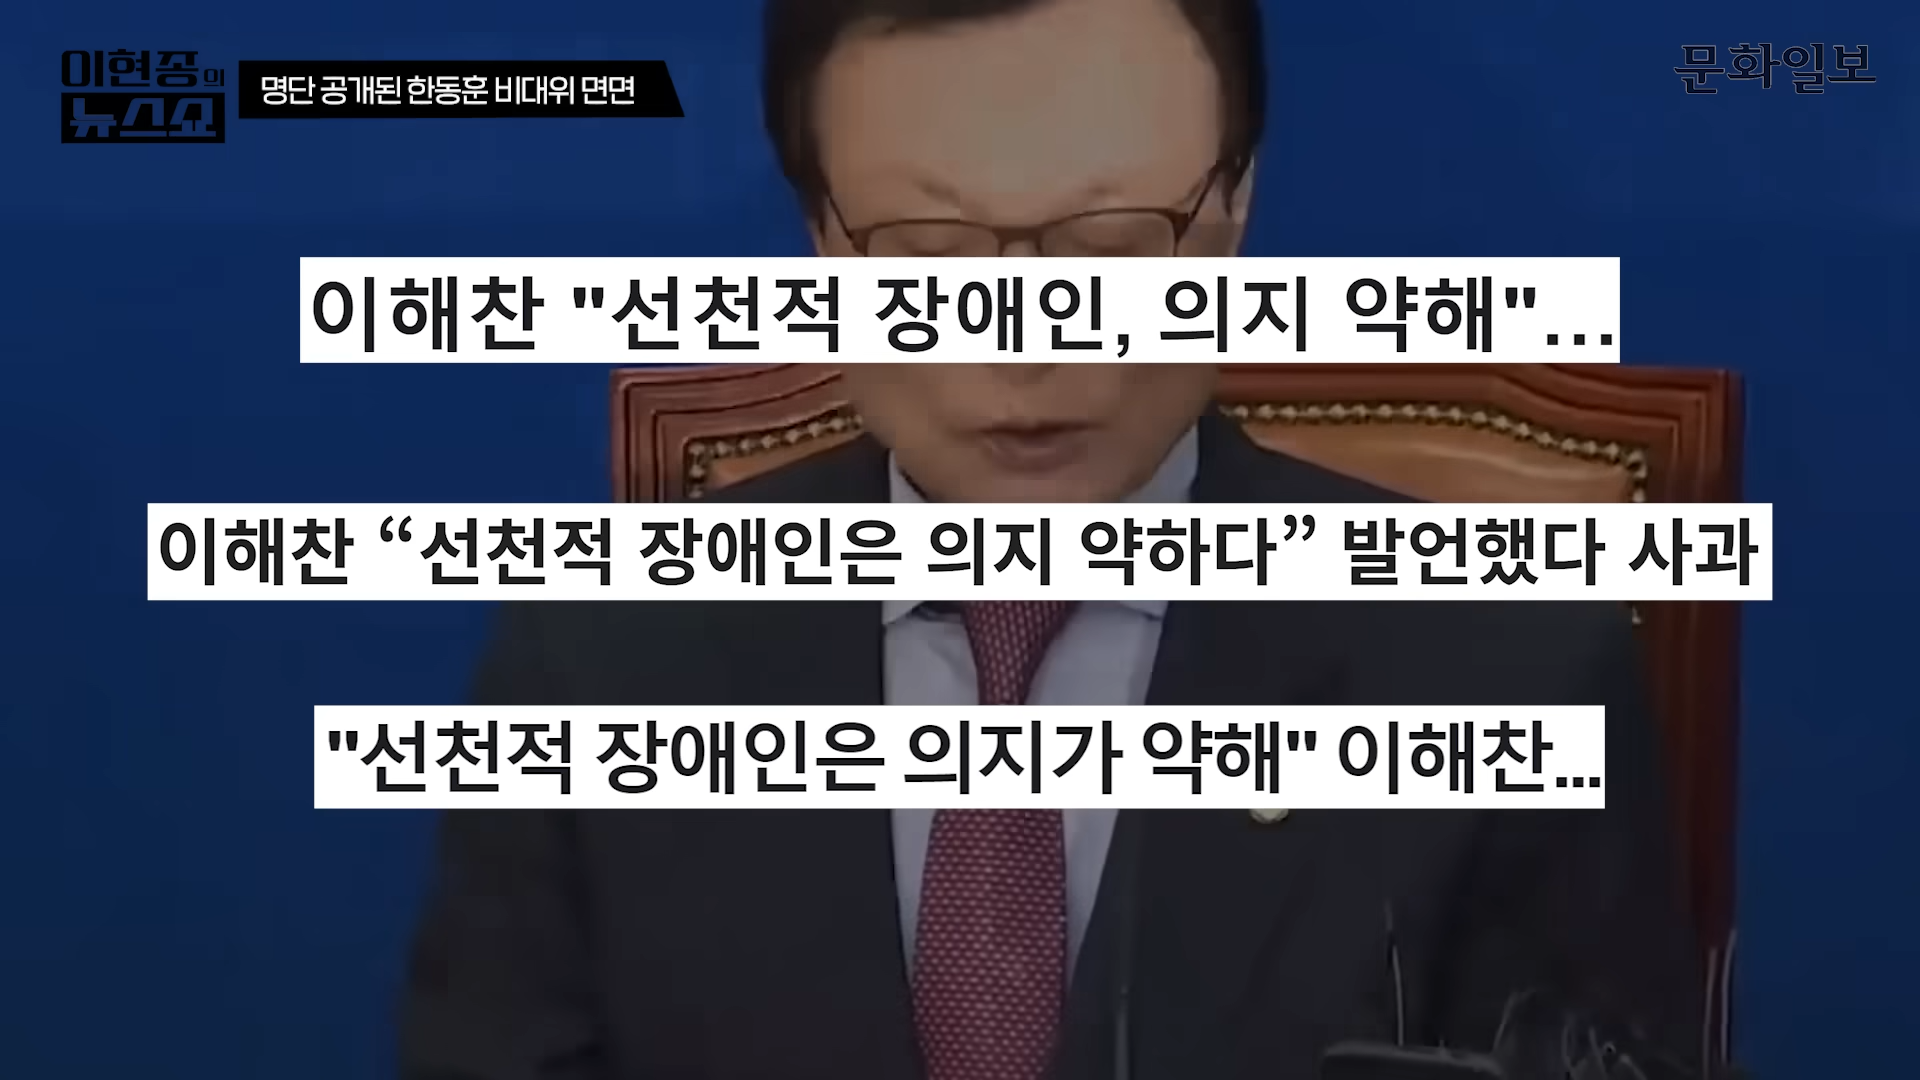 이현종의
뉴스쇼
명단 공개된 한동훈 비대위 면면
문화일보
이해찬 "선천적 장애인, 의지 약해"...
이해찬 “선천적 장애인은 의지 약하다” 발언했다 사과
"선천적 장애인은 의지가 약해" 이해찬...